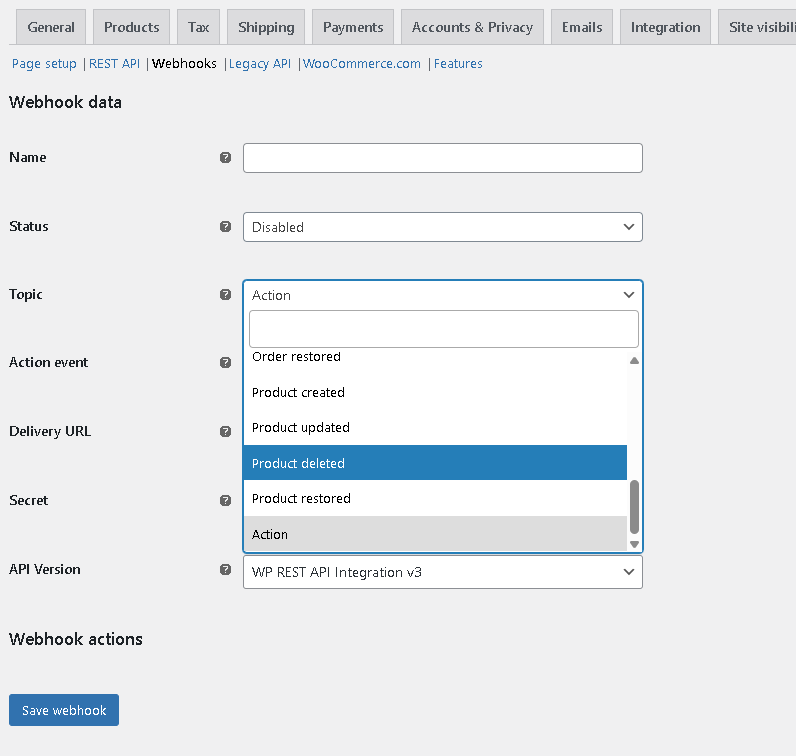 General Products Tax Shipping Payments Accounts & Privacy Emails Integration Site visibili
Page setup | REST API | Webhooks | Legacy API | WooCommerce.com | Features
Webhook data
Name
Status Disabled
Topic Action
Order restored
Action event
Product created
Product updated
Delivery URL
Product deleted
Secret Product restored
Action
API Version WP REST API Integration v3
Webhook actions
Save webhook